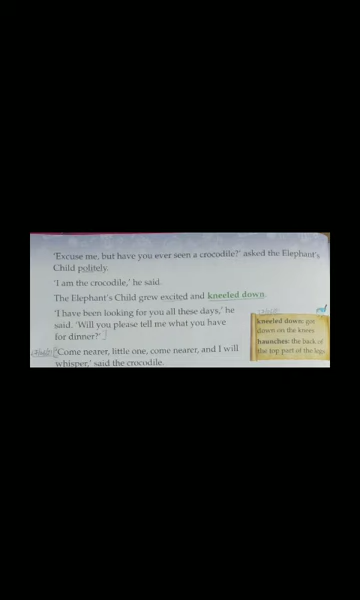 'Excuse me, but have you ever seen a crocodile?' asked the Elephant's
Child politely.
'I am the crocodile,' he said.
The Elephant's Child grew excited and kneeled down.
'I have been looking for you all these days,' he
said. 'Will you please tell me what you have
for dinner?'
'Come nearer, little one, come nearer, and I will
whisper,' said the crocodile.
kneeled down: got
down on the knees
haunches: the back of
the top part of the legs